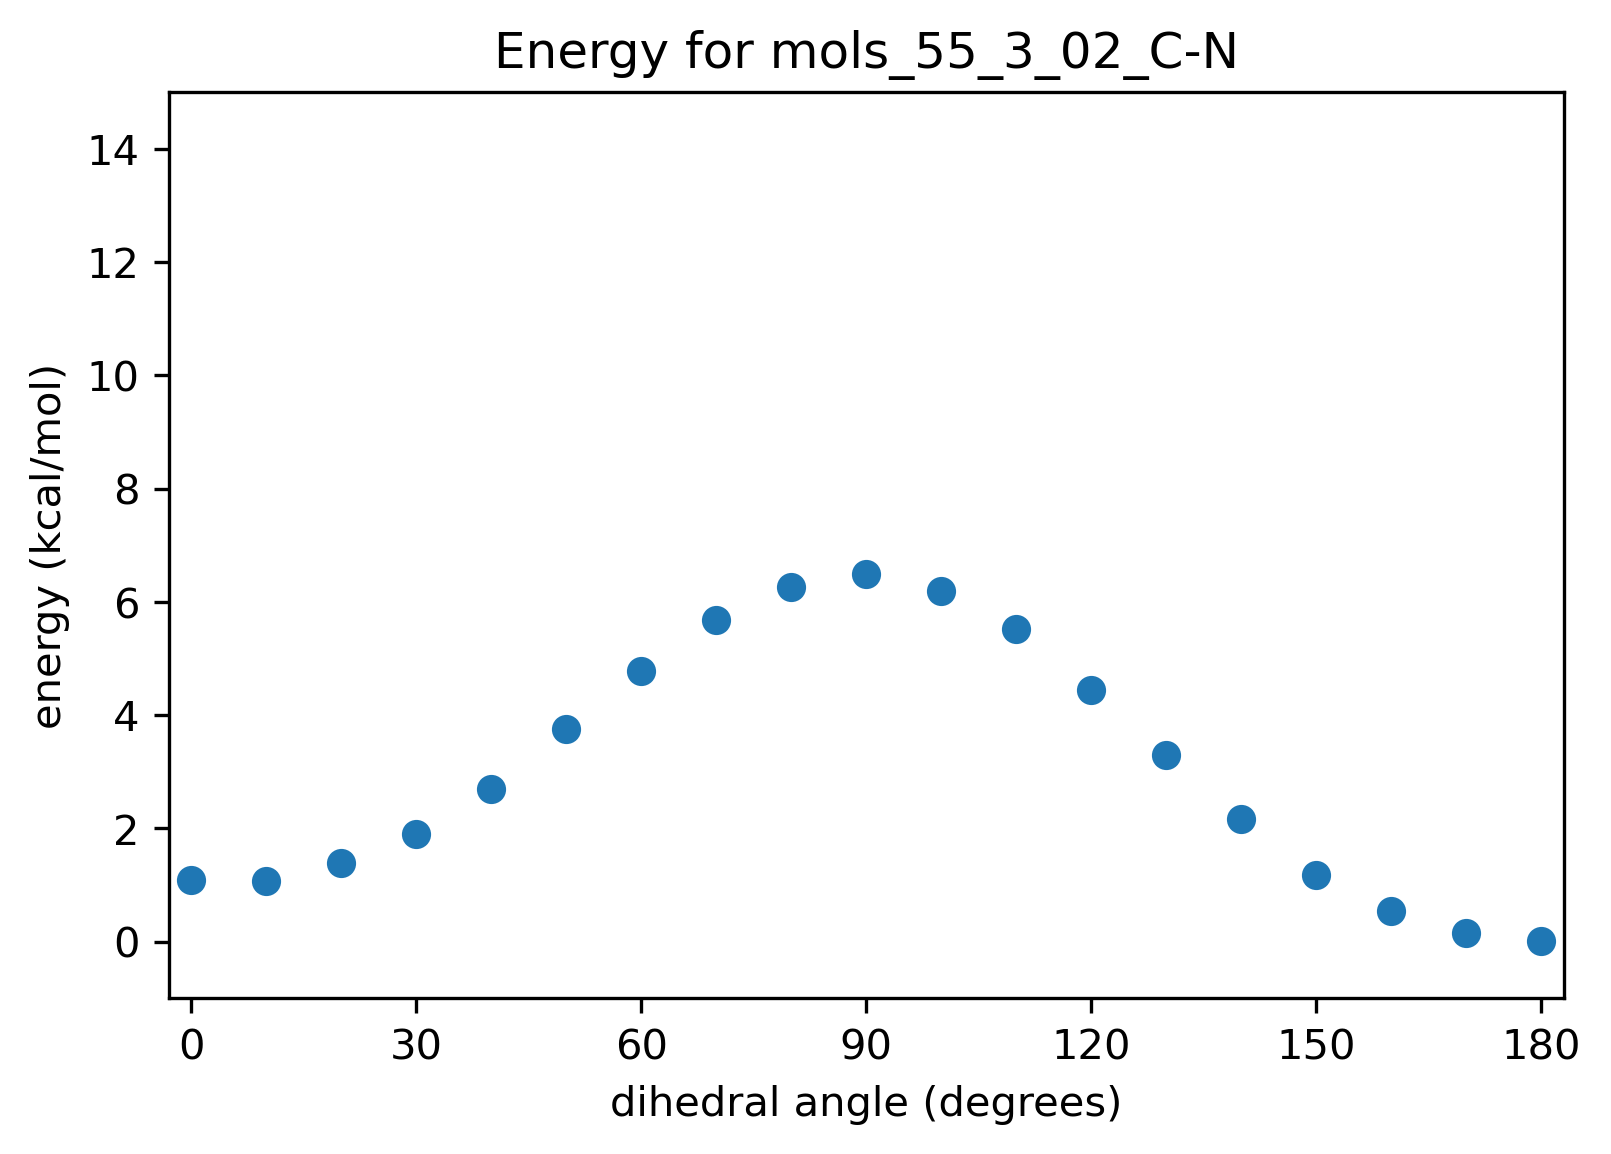 Energy for mols_55_3_02_C-N
14
12
10
8
6
4
2
0
energy (kcal/mol)
0 30 60 90 120 150 180
dihedral angle (degrees)